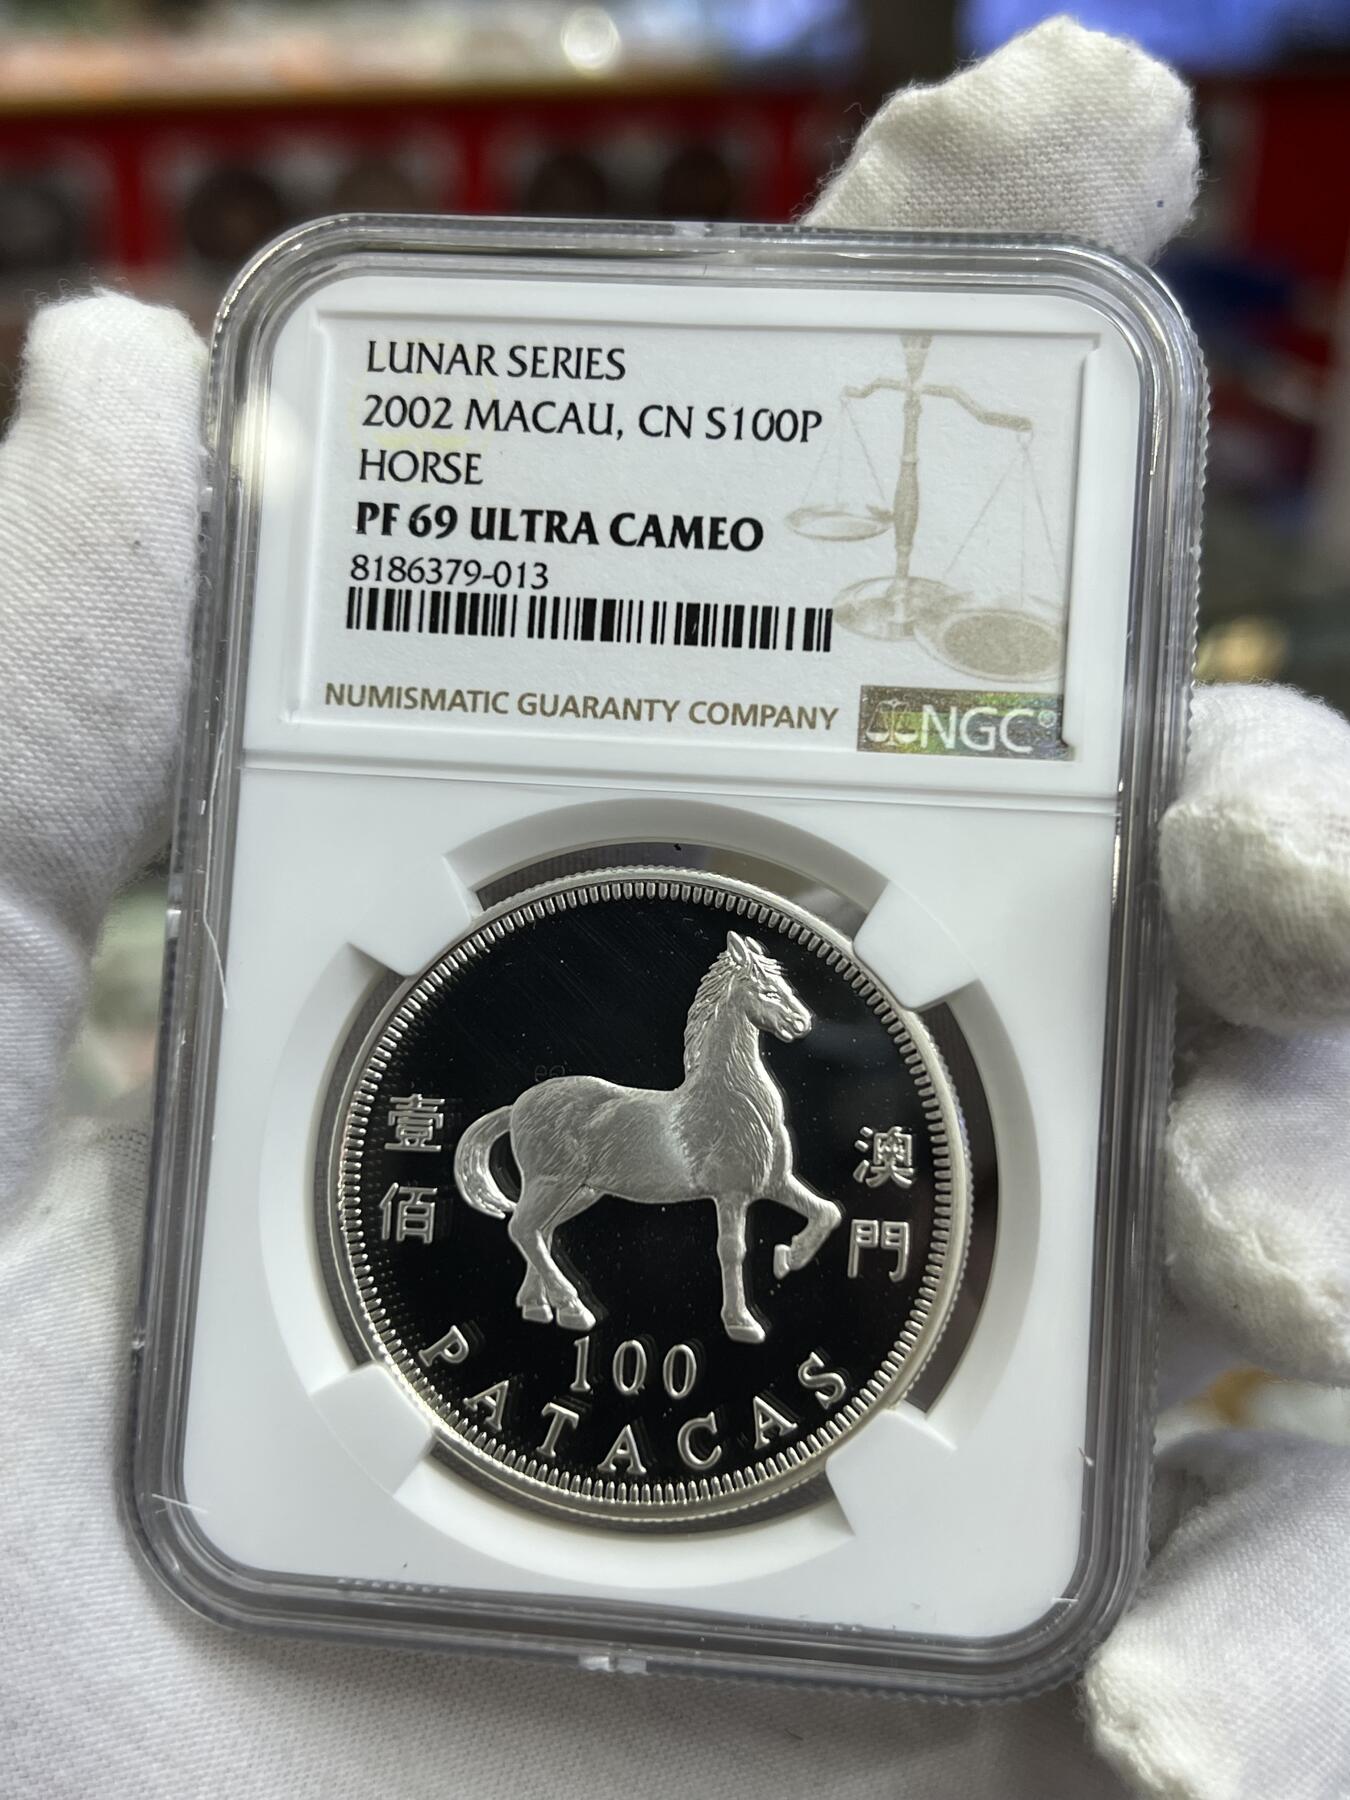 LUNAR SERIES
2002 MACAU, CN S100P
HORSE
PF 69 ULTRA CAMEO
8186379-013
NUMISMATIC GUARANTY COMPANY
NGC
壹佰
澳門
100
PATACAS